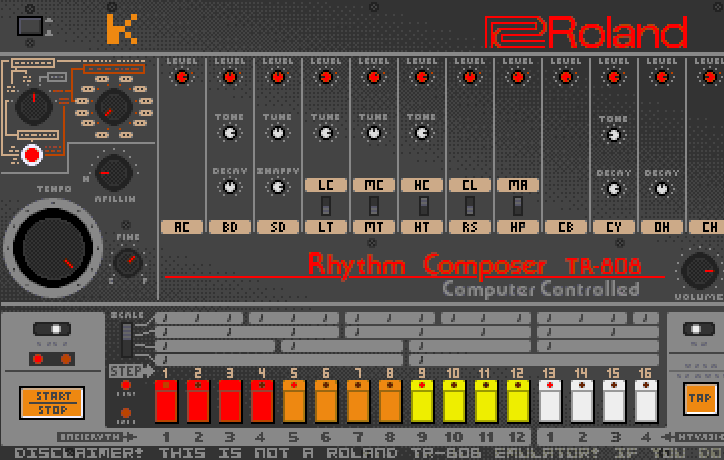 k
Roland
LEVEL LEVEL LEVEL LEVEL LEVEL LEVEL LEVEL LEVEL LEVEL LEVEL LEVEL LEVEL
TONE TUNE TUNE TUNE TUNE TONE TONE
DECAY SNAPPY DECAY DECAY
LC MC HC CL MA
AC BD SD LT MT HT RS HP CB CY OH CH
AFILLIN
TEMPO
FINE
Rhythm Composer TR-808
Computer Controlled
VOLUME
SCALE
STEP 1 2 3 4 5 6 7 8 9 10 11 12 13 14 15 16
START
STOP
TAP
1 2 3 4 5 6 7 8 9 10 11 12 1 2 3 4
DISCLAIMER! THIS IS NOT A ROLAND TR-808 EMULATOR! IF YOU DO